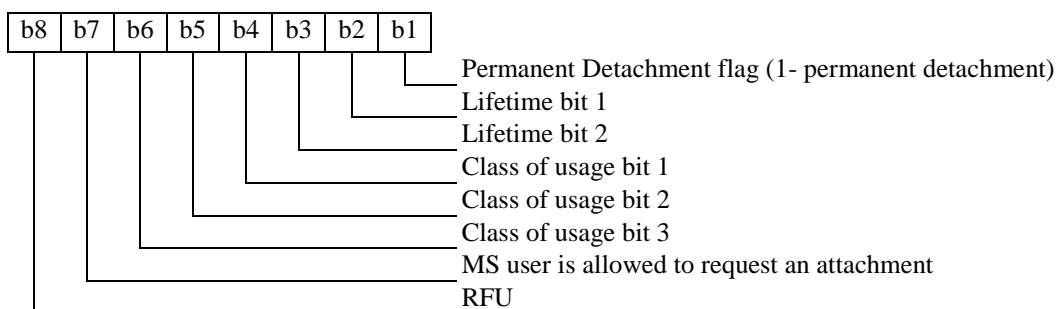 b8 b7 b6 b5 b4 b3 b2 b1
Permanent Detachment flag (1- permanent detachment)
Lifetime bit 1
Lifetime bit 2
Class of usage bit 1
Class of usage bit 2
Class of usage bit 3
MS user is allowed to request an attachment
RFU